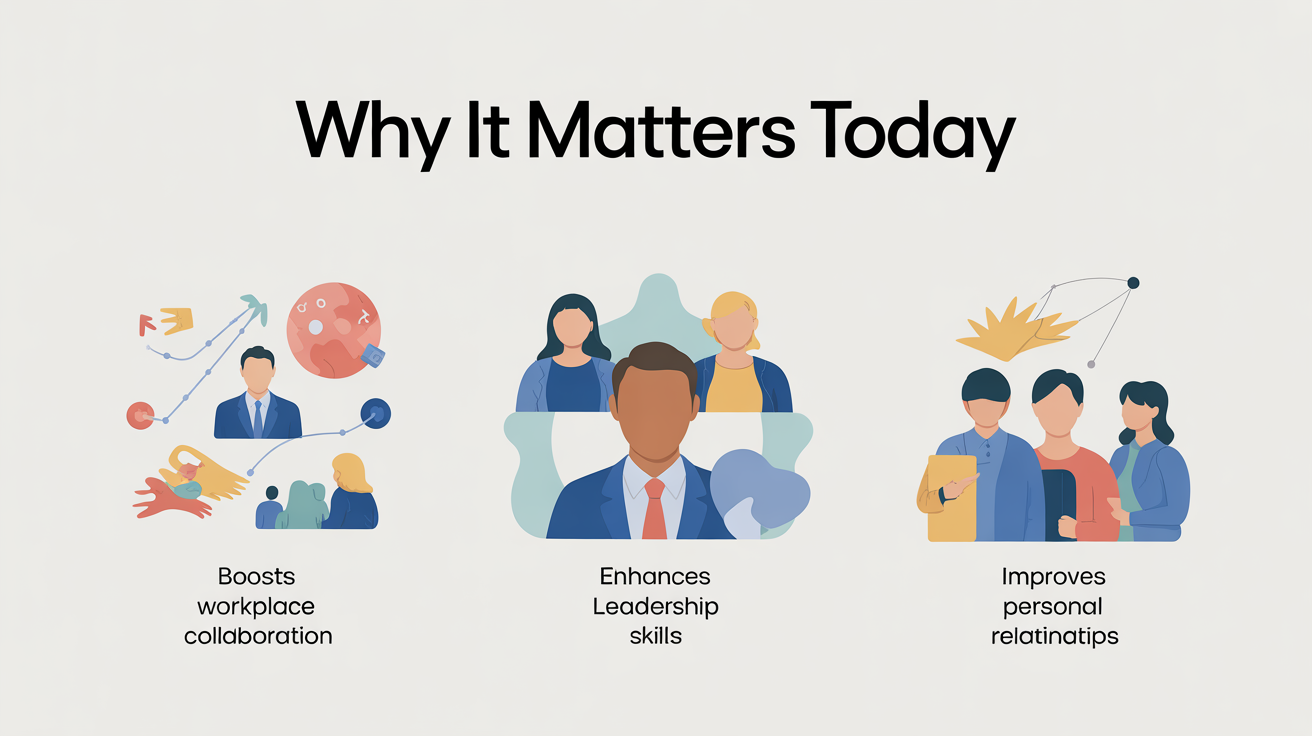 Why It Matters Today
Boosts
workplace
collaboration
Enhances
Leadership
skills
Improves
personal
relatinatips